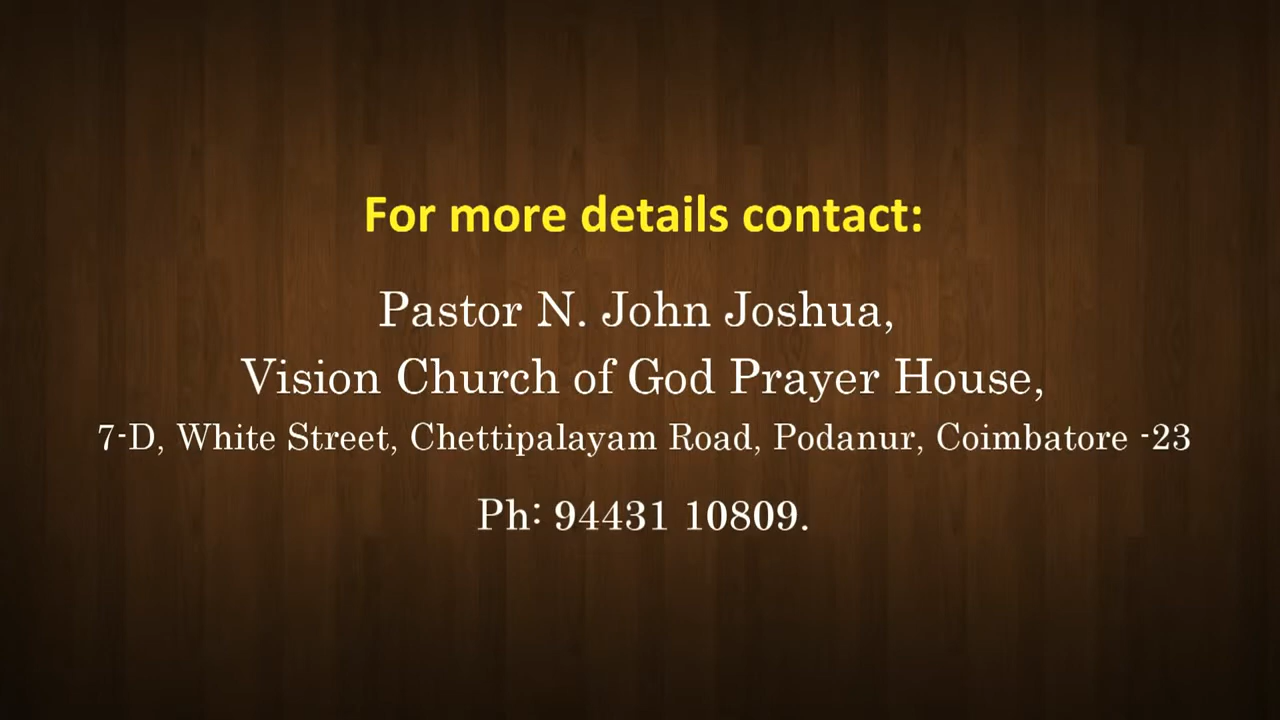 For more details contact:
Pastor N. John Joshua,
Vision Church of God Prayer House,
7-D, White Street, Chettipalayam Road, Podanur, Coimbatore -23
Ph: 94431 10809.